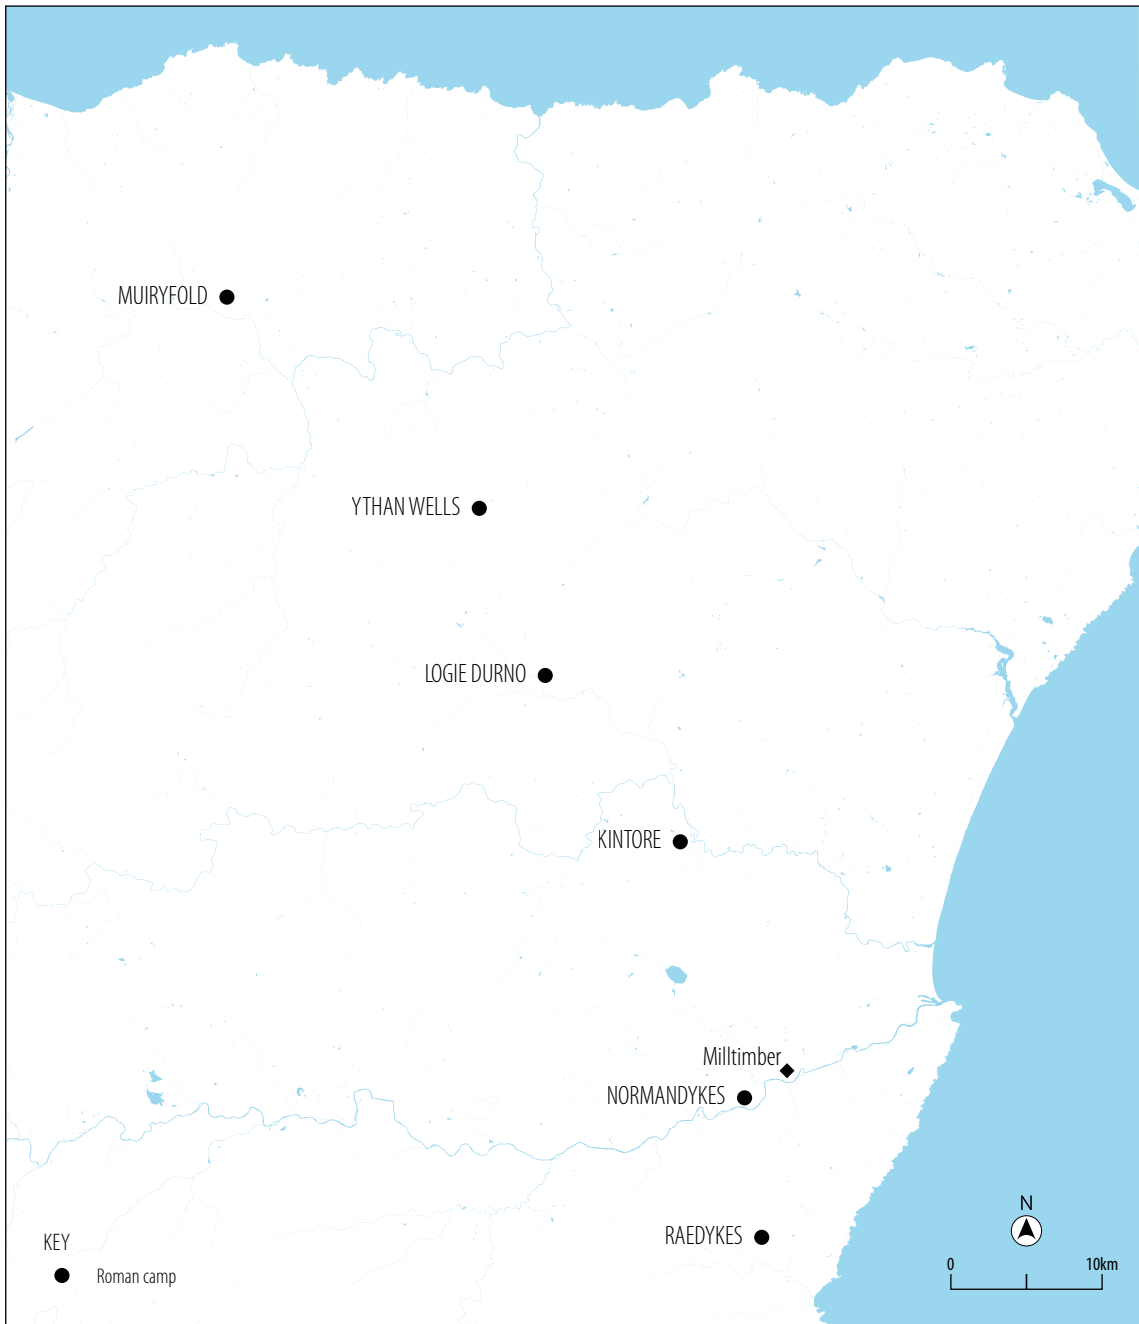 MUIRYFOLD
YTHAN WELLS
LOGIE DURNO
KINTORE
Milltimber
NORMANDYKES
RAEDYKES
N
KEY
0 10km
Roman camp